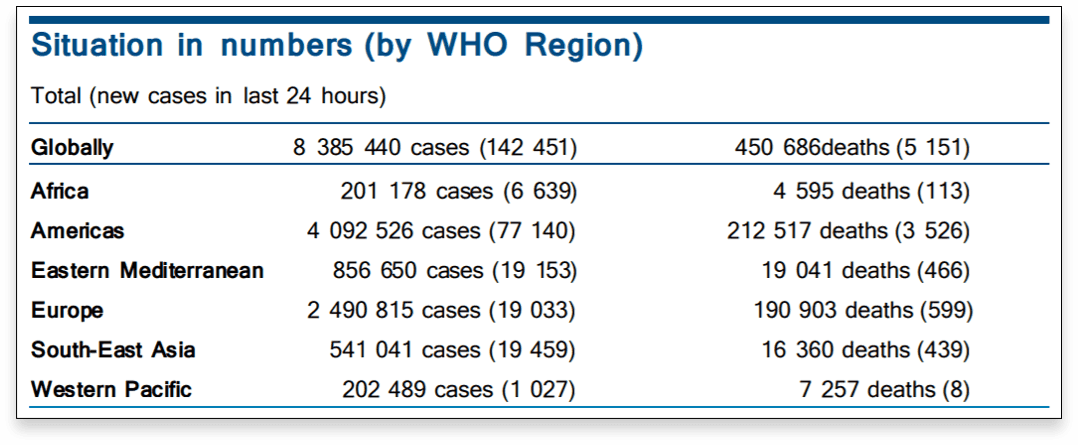 Situation in numbers (by WHO Region)
Total (new cases in last 24 hours)
Globally 8 385 440 cases (142 451) 450 686deaths (5 151)
Africa 201 178 cases (6 639) 4 595 deaths (113)
Americas 4 092 526 cases (77 140) 212 517 deaths (3 526)
Eastern Mediterranean 856 650 cases (19 153) 19 041 deaths (466)
Europe 2 490 815 cases (19 033) 190 903 deaths (599)
South-East Asia 541 041 cases (19 459) 16 360 deaths (439)
Western Pacific 202 489 cases (1 027) 7 257 deaths (8)